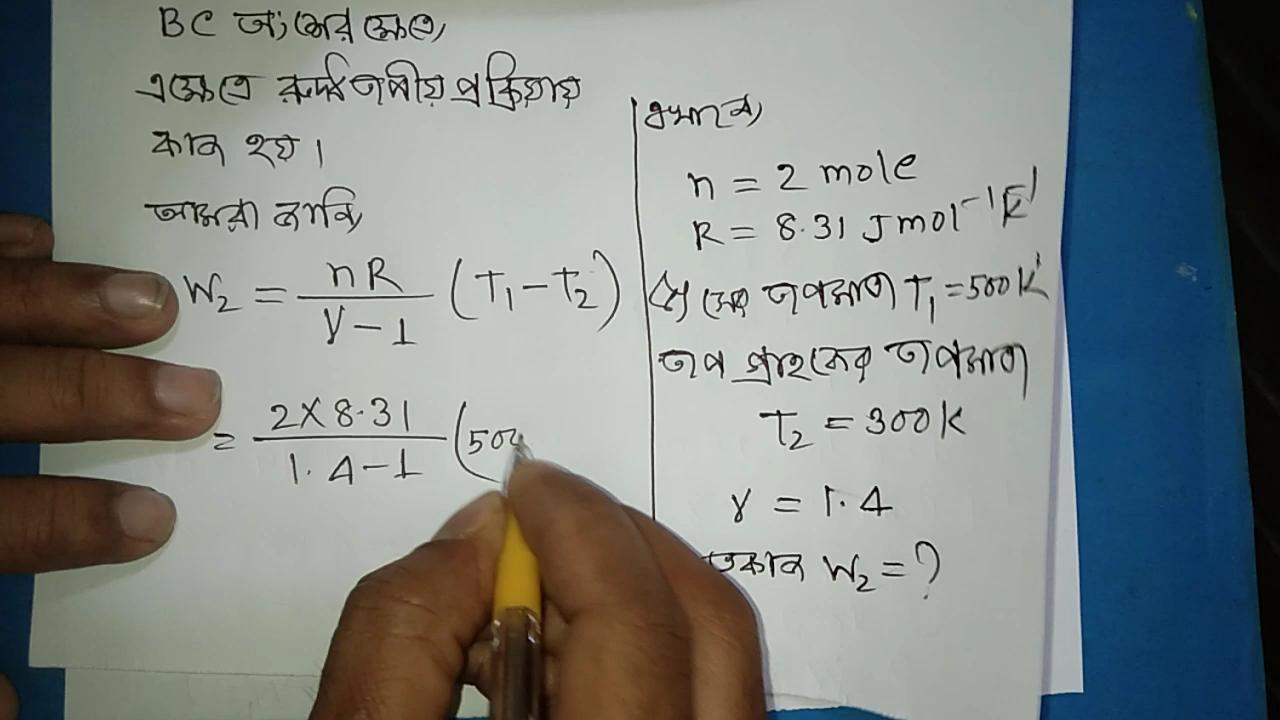 BC অংশের ক্ষেত্রে,
এক্ষেত্রে রুদ্ধতাপীয় প্রক্রিয়ায়
কাজ হয়।
আমরা জানি,
W₂ = nR / γ-1 (T₁-T₂)
= 2×8.31 / 1.4-1 (500
এখানে,
n = 2 mole
R = 8.31 Jmol⁻¹K⁻¹
উৎসের তাপমাত্রা T₁=500K
তাপ গ্রাহকের তাপমাত্রা
T₂ = 300K
γ = 1.4
W₂=?